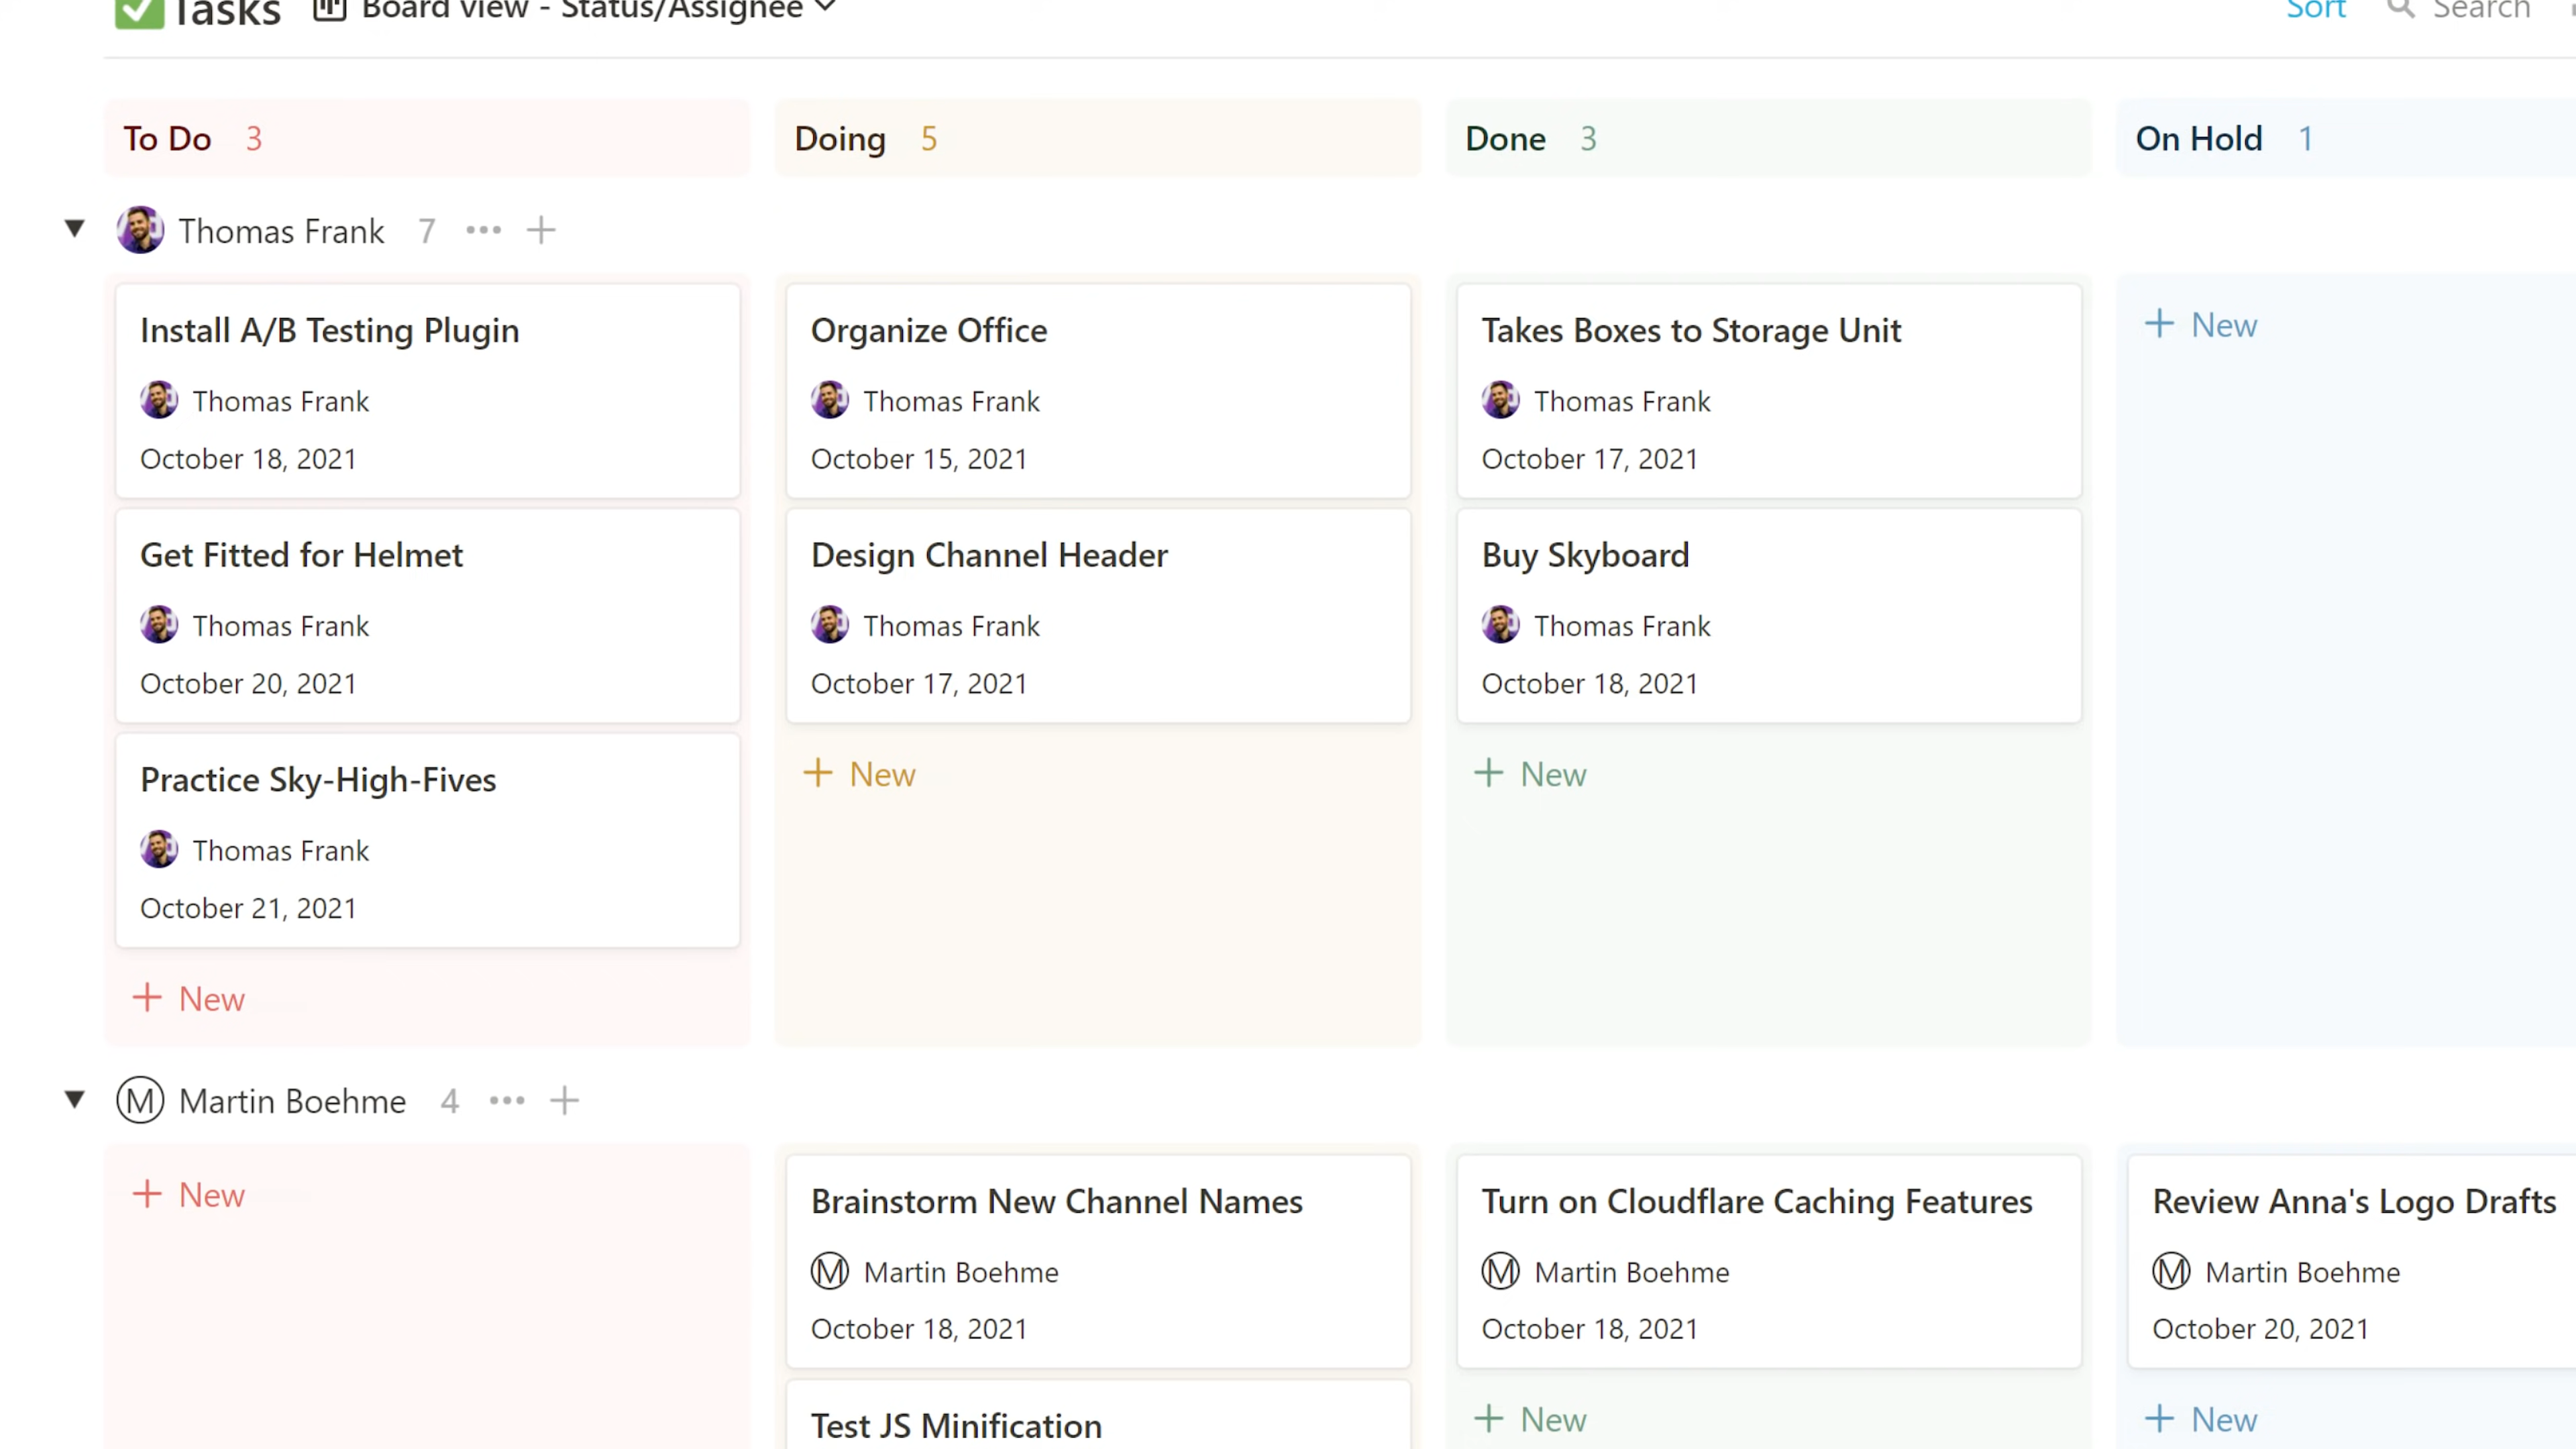 Tasks Board view - Status/Assignee Sort Search
To Do 3 Doing 5 Done 3 On Hold 1
Thomas Frank 7
Install A/B Testing Plugin
Thomas Frank
October 18, 2021
Get Fitted for Helmet
Thomas Frank
October 20, 2021
Practice Sky-High-Fives
Thomas Frank
October 21, 2021
+ New
Organize Office
Thomas Frank
October 15, 2021
Design Channel Header
Thomas Frank
October 17, 2021
+ New
Takes Boxes to Storage Unit
Thomas Frank
October 17, 2021
Buy Skyboard
Thomas Frank
October 18, 2021
+ New
+ New
M Martin Boehme 4
+ New
Brainstorm New Channel Names
M Martin Boehme
October 18, 2021
Test JS Minification
Turn on Cloudflare Caching Features
M Martin Boehme
October 18, 2021
+ New
Review Anna's Logo Drafts
M Martin Boehme
October 20, 2021
+ New